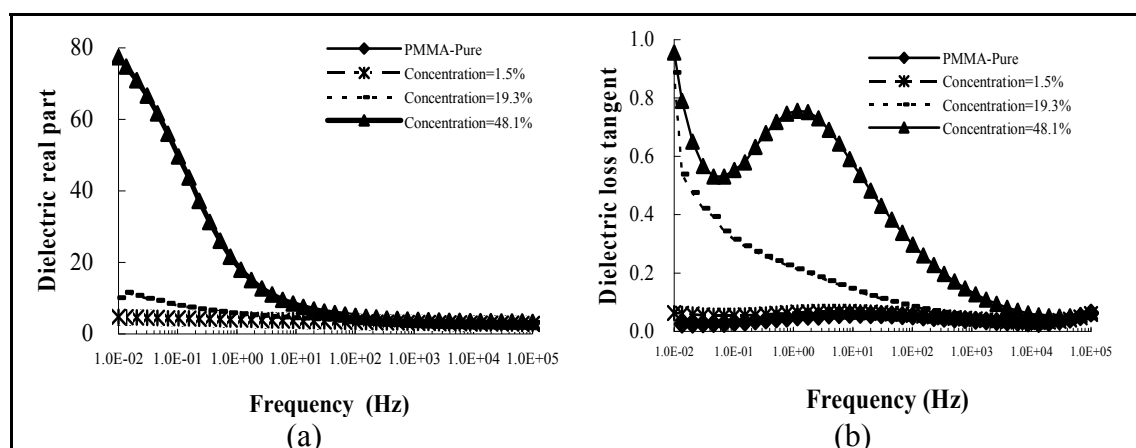 80
60
40
20
0
Dielectric real part
PMMA-Pure
Concentration=1.5%
Concentration=19.3%
Concentration=48.1%
1.0E-02 1.0E-01 1.0E+00 1.0E+01 1.0E+02 1.0E+03 1.0E+04 1.0E+05
Frequency (Hz)
(a)
1.0
0.8
0.6
0.4
0.2
0.0
Dielectric loss tangent
PMMA-Pure
Concentration=1.5%
Concentration=19.3%
Concentration=48.1%
1.0E-02 1.0E-01 1.0E+00 1.0E+01 1.0E+02 1.0E+03 1.0E+04 1.0E+05
Frequency (Hz)
(b)